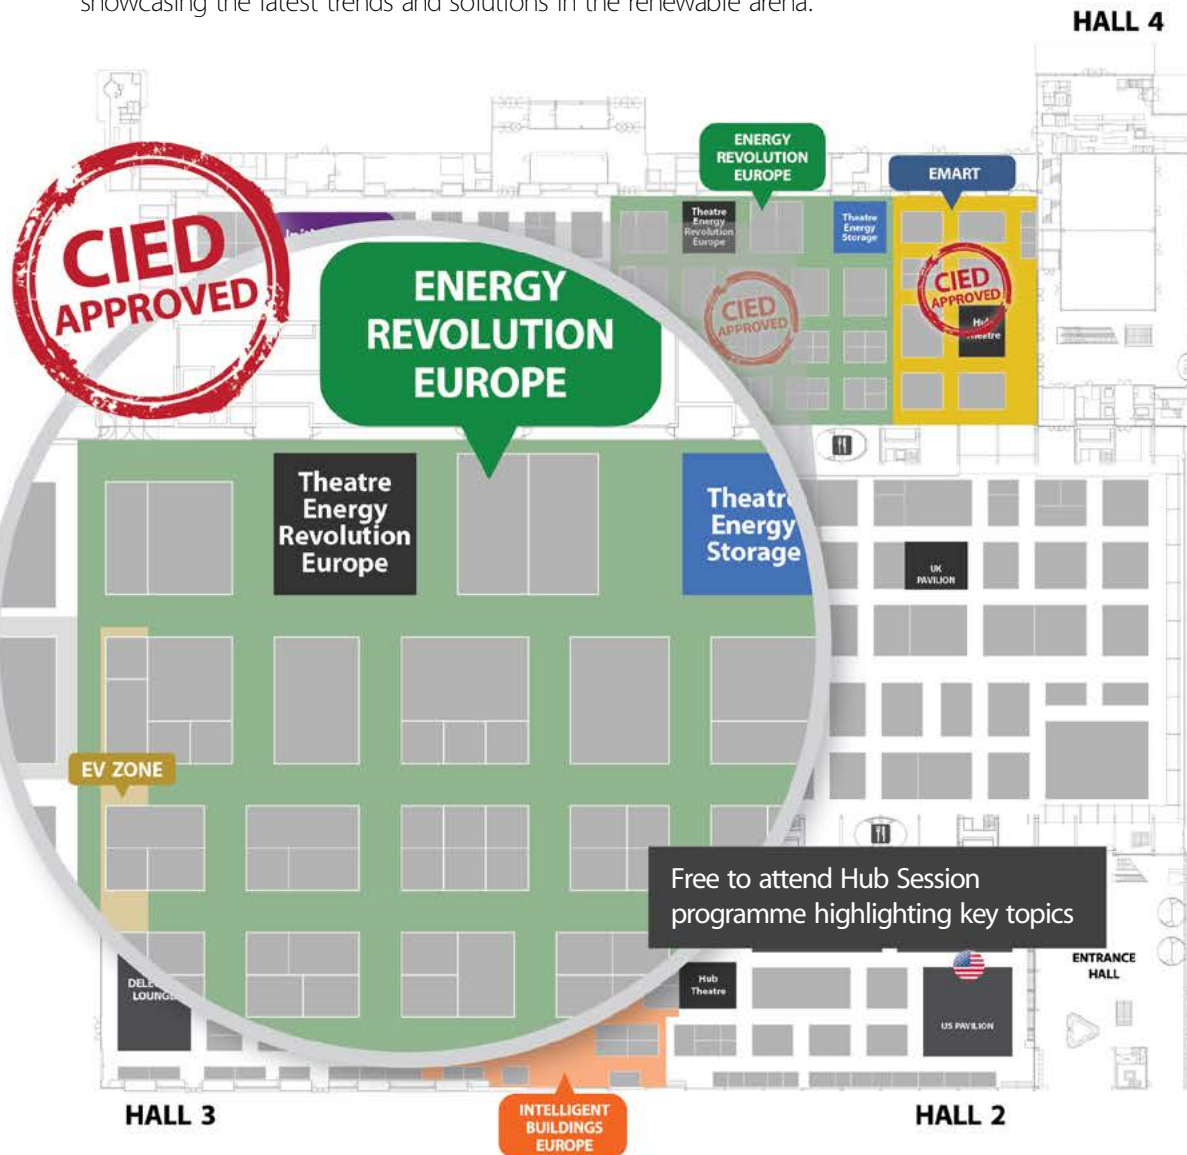 showcasing the latest trends and solutions in the renewable arena.
HALL 4
ENERGY
REVOLUTION
EUROPE
EMART
Theatre
Energy
Revolution
Europe
Theatre
Energy
Storage
CIED
APPROVED
CIED
APPROVED
CIED
APPROVED
Hub
Theatre
ENERGY
REVOLUTION
EUROPE
Theatre
Energy
Revolution
Europe
Theatre
Energy
Storage
UK
PAVILION
EV ZONE
Free to attend Hub Session
programme highlighting key topics
ENTRANCE
HALL
Hub
Theatre
US PAVILION
LOUNGE
HALL 3
INTELLIGENT
BUILDINGS
EUROPE
HALL 2